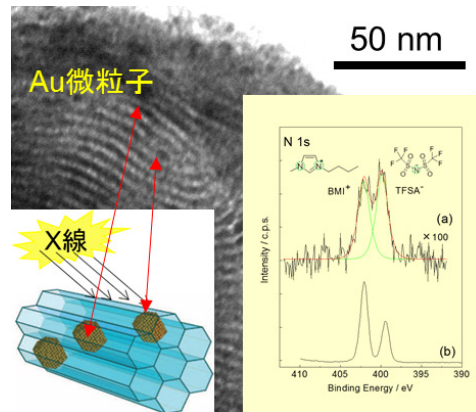 50 nm
Au微粒子
X線
N 1s
BMI⁺
TFSA⁻
(a)
×100
(b)
Intensity / c.p.s.
410 405 400 395 390
Binding Energy / eV
F F
F S N S F
F O O O O F
N N⁺